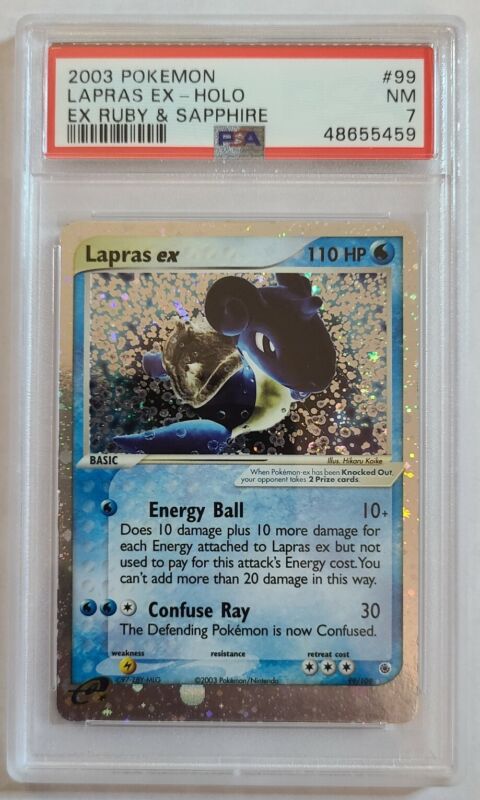 2003 POKEMON #99
LAPRAS EX - HOLO NM
EX RUBY & SAPPHIRE 7
PSA 48655459
Lapras ex 110 HP
BASIC
Illus. Hikaru Koike
When Pokémon-ex has been Knocked Out,
your opponent takes 2 Prize cards.
Energy Ball 10+
Does 10 damage plus 10 more damage for
each Energy attached to Lapras ex but not
used to pay for this attack's Energy cost. You
can't add more than 20 damage in this way.
Confuse Ray 30
The Defending Pokémon is now Confused.
weakness resistance retreat cost
©2003 Pokémon/Nintendo